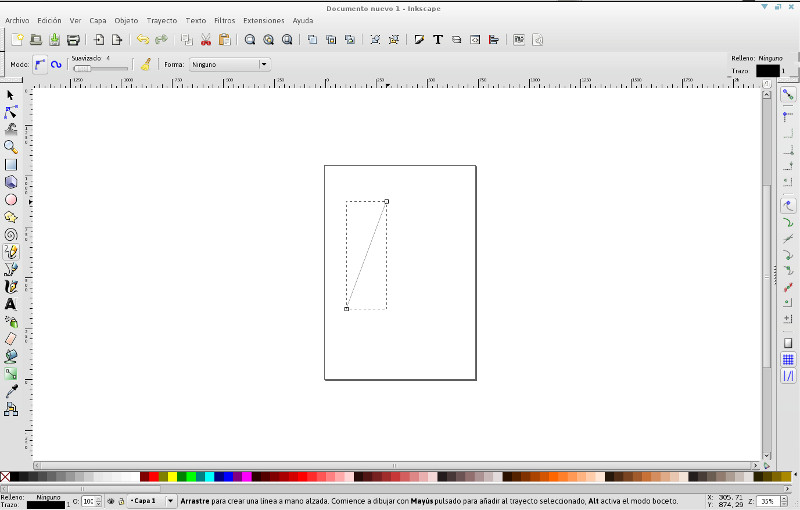 Documento nuevo 1 - Inkscape
Archivo Edición Ver Capa Objeto Trayecto Texto Filtros Extensiones Ayuda
Modo: Suavizado: 4 Forma: Ninguno
Relleno: Ninguno
Trazo: 1
Relleno: Ninguno
Trazo: 1
O: 100
Capa 1
Arrastre para crear una línea a mano alzada. Comience a dibujar con Mayús pulsado para añadir al trayecto seleccionado, Alt activa el modo boceto.
X: 305,71
Y: 874,29
Z: 35%